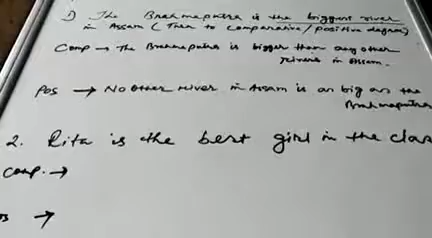 1) The Brahmaputra is the biggest river
in Assam (Then to comparative/positive degree)
Comp → The Brahmaputra is bigger than any other
rivers in Assam.
Pos → No other river in Assam is as big as the
Brahmaputra
2. Rita is the best girl in the clas
Comp. →
s →